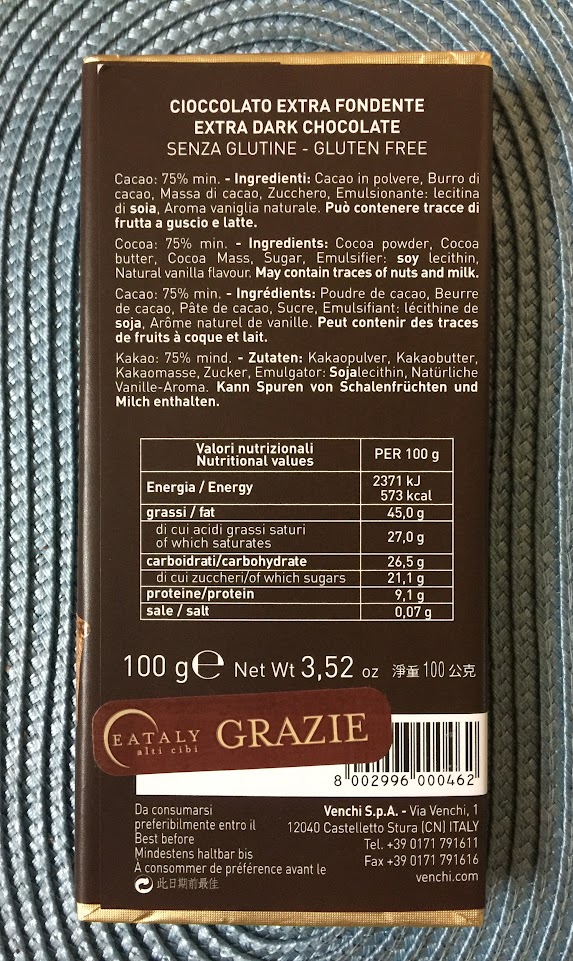 CIOCCOLATO EXTRA FONDENTE
EXTRA DARK CHOCOLATE
SENZA GLUTINE - GLUTEN FREE
Cacao: 75% min. - Ingredienti: Cacao in polvere, Burro di
cacao, Massa di cacao, Zucchero, Emulsionante: lecitina
di soia, Aroma vaniglia naturale. Può contenere tracce di
frutta a guscio e latte.
Cocoa: 75% min. - Ingredients: Cocoa powder, Cocoa
butter, Cocoa Mass, Sugar, Emulsifier: soy lecithin,
Natural vanilla flavour. May contain traces of nuts and milk.
Cacao: 75% min. - Ingrédients: Poudre de cacao, Beurre
de cacao, Pâte de cacao, Sucre, Emulsifiant: lécithine de
soja, Arôme naturel de vanille. Peut contenir des traces
de fruits à coque et lait.
Kakao: 75% mind. - Zutaten: Kakaopulver, Kakaobutter,
Kakaomasse, Zucker, Emulgator: Sojalecithin, Natürliche
Vanille-Aroma. Kann Spuren von Schalenfrüchten und
Milch enthalten.
Valori nutrizionali
Nutritional values
PER 100 g
Energia / Energy
2371 kJ
573 kcal
grassi / fat
45,0 g
di cui acidi grassi saturi
of which saturates
27,0 g
carboidrati/carbohydrate
26,5 g
di cui zuccheri/of which sugars
21,1 g
proteine/protein
9,1 g
sale / salt
0,07 g
100 g ℮ Net Wt 3,52 oz 淨重 100 公克
EATALY
alti cibi
GRAZIE
8 002996 000462
Da consumarsi
preferibilmente entro il
Best before
Mindestens haltbar bis
À consommer de préférence avant le
此日期前最佳
Venchi S.p.A. - Via Venchi, 1
12040 Castelletto Stura (CN) ITALY
Tel. +39 0171 791611
Fax +39 0171 791616
venchi.com